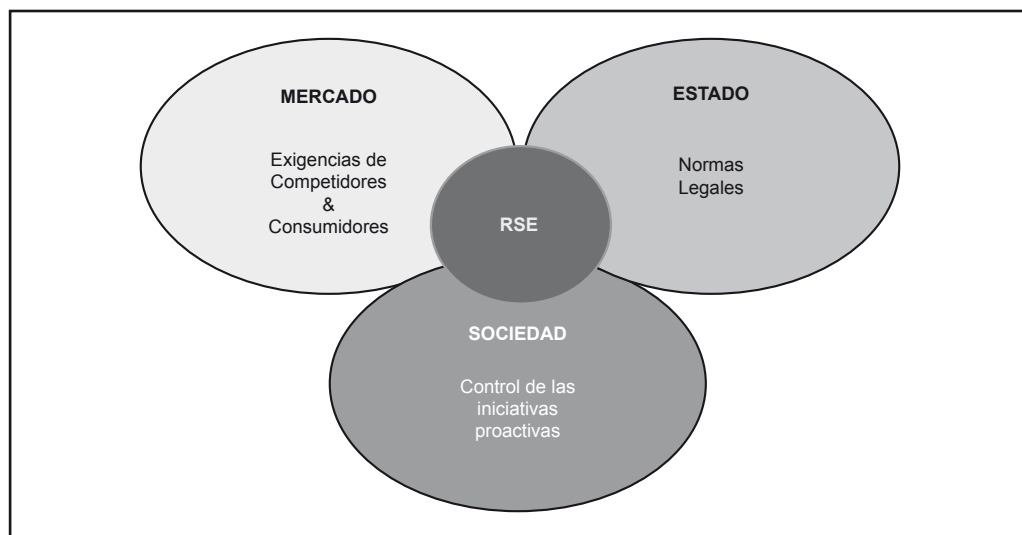 MERCADO
Exigencias de
Competidores
&
Consumidores
ESTADO
Normas
Legales
RSE
SOCIEDAD
Control de las
iniciativas
proactivas